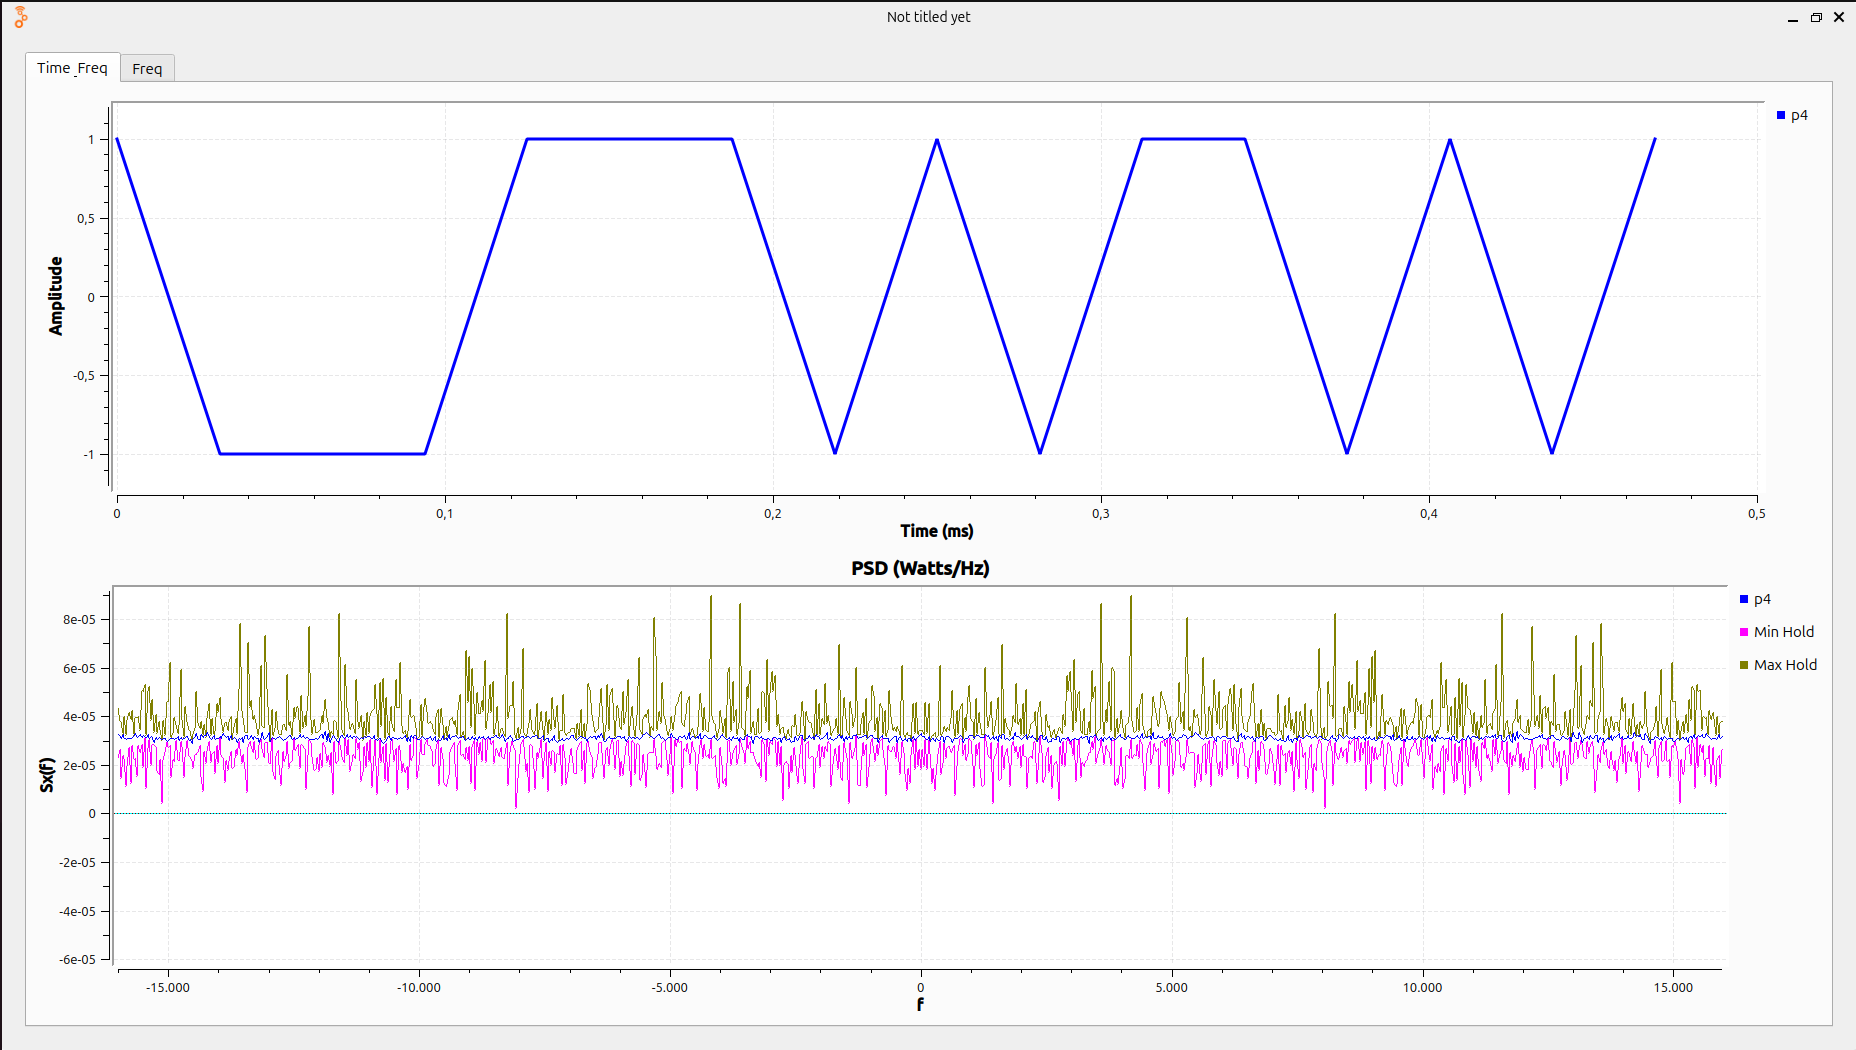 Not titled yet
Time_Freq
Freq
1
0,5
0
-0,5
-1
Amplitude
0
0,1
0,2
0,3
0,4
0,5
Time (ms)
p4
PSD (Watts/Hz)
8e-05
6e-05
4e-05
2e-05
0
-2e-05
-4e-05
-6e-05
Sx(f)
-15.000
-10.000
-5.000
0
5.000
10.000
15.000
f
p4
Min Hold
Max Hold